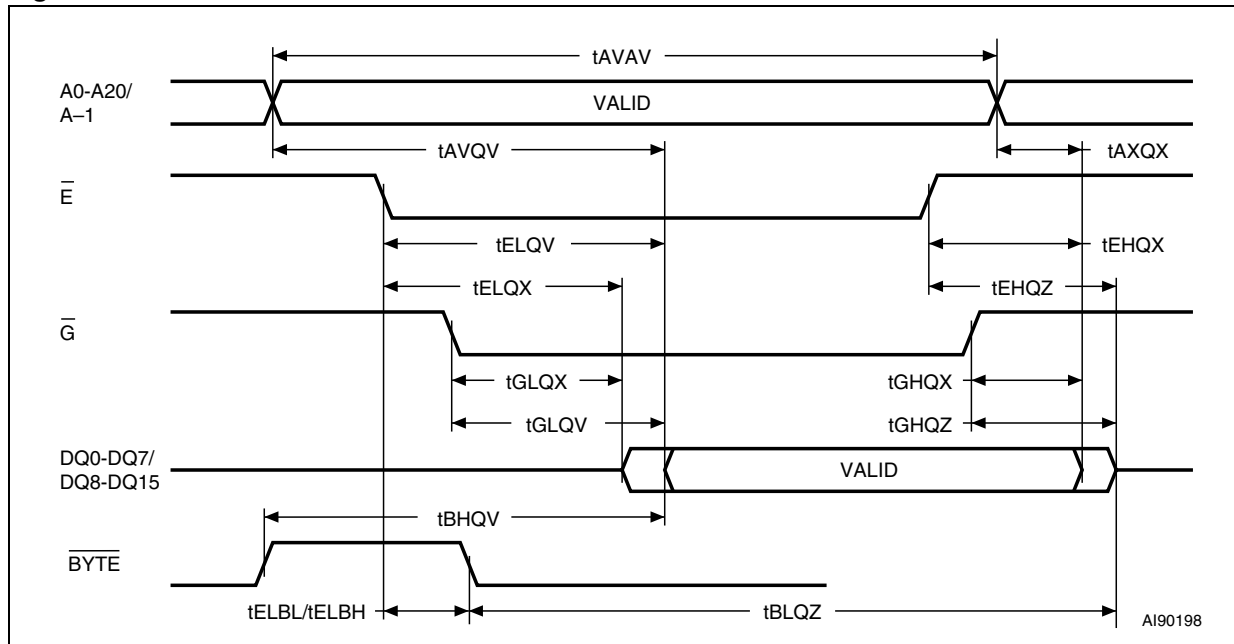 tAVAV
A0-A20/
A–1
VALID
tAVQV
tAXQX
E
tELQV
tEHQX
tELQX
tEHQZ
G
tGLQX
tGHQX
tGLQV
tGHQZ
DQ0-DQ7/
DQ8-DQ15
VALID
tBHQV
BYTE
tELBL/tELBH
tBLQZ
AI90198